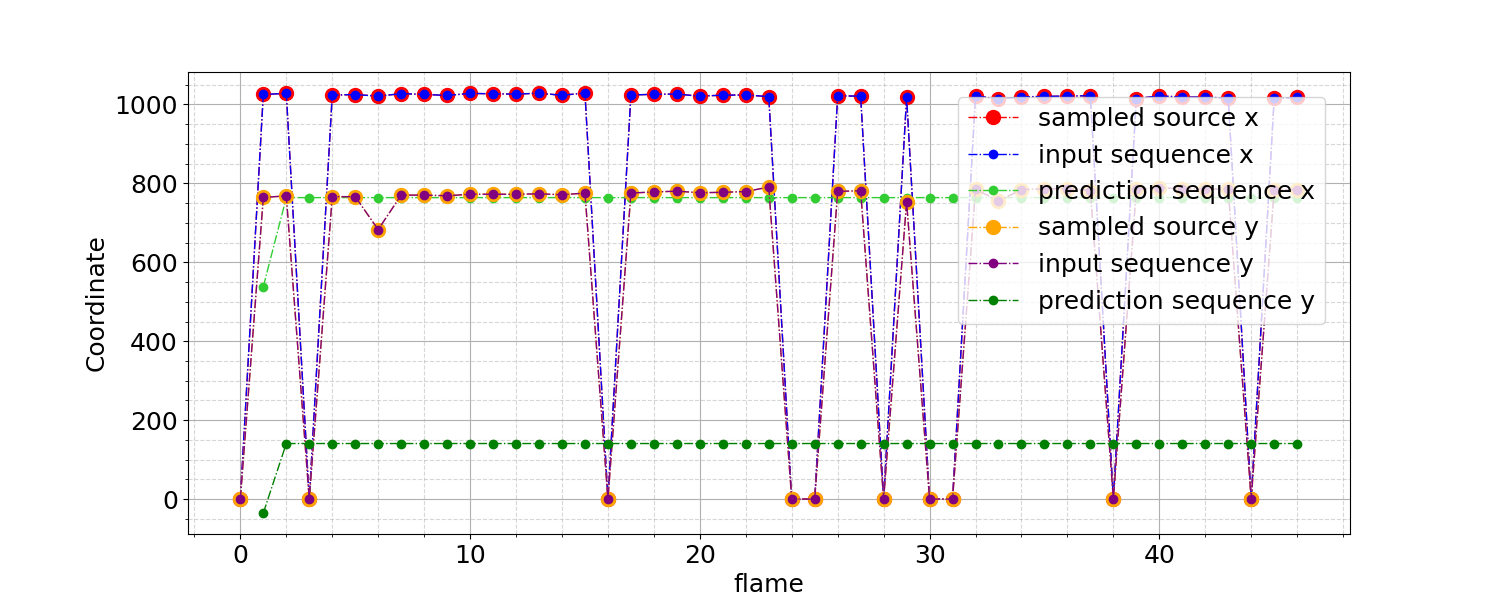 1000
800
600
400
200
0
Coordinate
sampled source x
input sequence x
prediction sequence x
sampled source y
input sequence y
prediction sequence y
0 10 20 30 40
flame